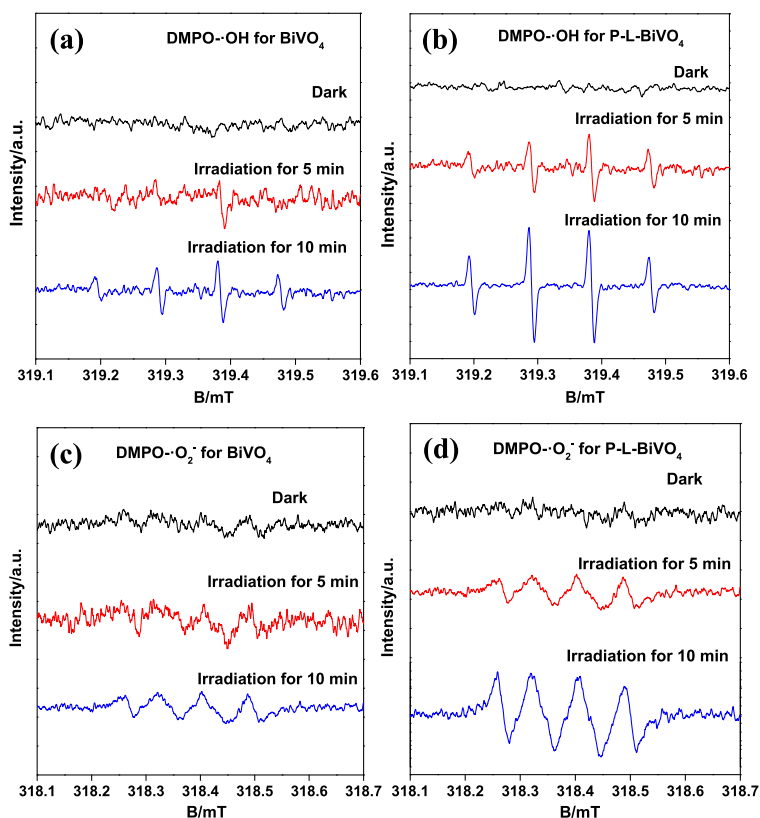 (a) DMPO-·OH for BiVO₄
Dark
Irradiation for 5 min
Irradiation for 10 min
Intensity/a.u.
319.1 319.2 319.3 319.4 319.5 319.6
B/mT
(b) DMPO-·OH for P-L-BiVO₄
Dark
Irradiation for 5 min
Irradiation for 10 min
Intensity/a.u.
319.1 319.2 319.3 319.4 319.5 319.6
B/mT
(c) DMPO-·O₂⁻ for BiVO₄
Dark
Irradiation for 5 min
Irradiation for 10 min
Intensity/a.u.
318.1 318.2 318.3 318.4 318.5 318.6 318.7
B/mT
(d) DMPO-·O₂⁻ for P-L-BiVO₄
Dark
Irradiation for 5 min
Irradiation for 10 min
Intensity/a.u.
318.1 318.2 318.3 318.4 318.5 318.6 318.7
B/mT